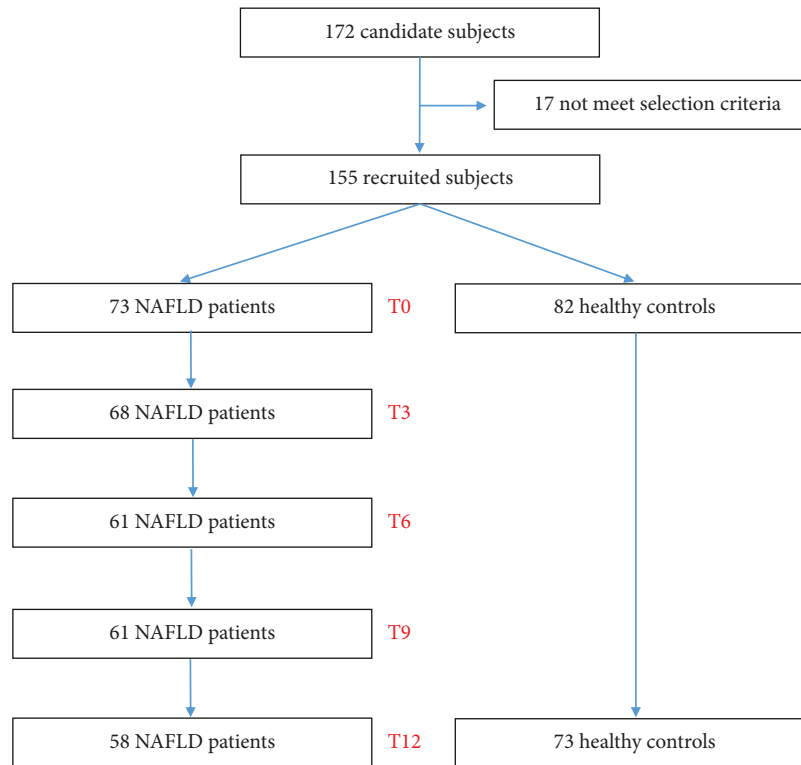 172 candidate subjects
17 not meet selection criteria
155 recruited subjects
73 NAFLD patients
T0
82 healthy controls
68 NAFLD patients
T3
61 NAFLD patients
T6
61 NAFLD patients
T9
58 NAFLD patients
T12
73 healthy controls